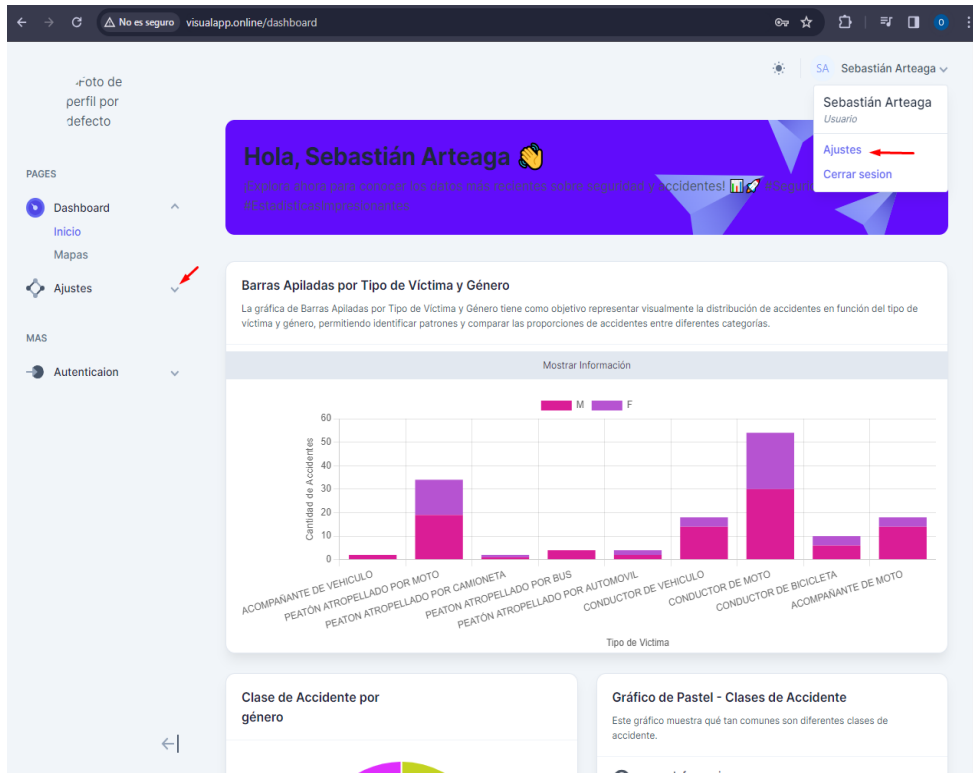 No es seguro visualapp.online/dashboard
SA Sebastián Arteaga
Foto de
perfil por
defecto
Sebastián Arteaga
Usuario
Ajustes
Cerrar sesion
PAGES
Dashboard
Inicio
Mapas
Ajustes
MAS
Autenticaion
Hola, Sebastián Arteaga 👋
¡Explora ahora para conocer los datos más recientes sobre seguridad y accidentes! 📊🚀
#EstadísticasImpresionantes
Barras Apiladas por Tipo de Víctima y Género
La gráfica de Barras Apiladas por Tipo de Victima y Género tiene como objetivo representar visualmente la distribución de accidentes en función del tipo de
víctima y género, permitiendo identificar patrones y comparar las proporciones de accidentes entre diferentes categorías.
Mostrar Información
M F
60
50
40
30
20
10
0
Cantidad de Accidentes
ACOMPAÑANTE DE VEHICULO
PEATÓN ATROPELLADO POR MOTO
PEATON ATROPELLADO POR CAMIONETA
PEATON ATROPELLADO POR BUS
PEATÓN ATROPELLADO POR AUTOMOVIL
CONDUCTOR DE VEHICULO
CONDUCTOR DE MOTO
CONDUCTOR DE BICICLETA
ACOMPAÑANTE DE MOTO
Tipo de Victima
Clase de Accidente por
género
Gráfico de Pastel - Clases de Accidente
Este gráfico muestra qué tan comunes son diferentes clases de
accidente.